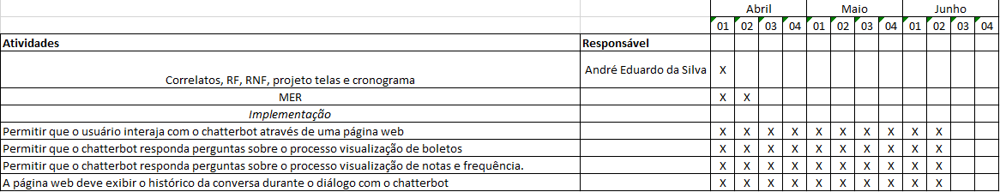 Abril Maio Junho
01 02 03 04 01 02 03 04 01 02 03 04
Atividades Responsável
Correlatos, RF, RNF, projeto telas e cronograma André Eduardo da Silva X
MER X X
Implementação
Permitir que o usuário interaja com o chatterbot através de uma página web X X X X X X X X X X
Permitir que o chatterbot responda perguntas sobre o processo visualização de boletos X X X X X X X X X X
Permitir que o chatterbot responda perguntas sobre o processo visualização de notas e frequência. X X X X X X X X X X
A página web deve exibir o histórico da conversa durante o diálogo com o chatterbot X X X X X X X X X X